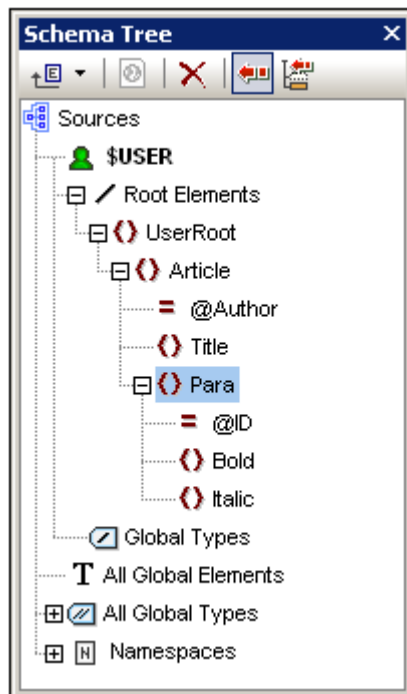 Schema Tree
Sources
$USER
Root Elements
UserRoot
Article
@Author
Title
Para
@ID
Bold
Italic
Global Types
All Global Elements
All Global Types
Namespaces